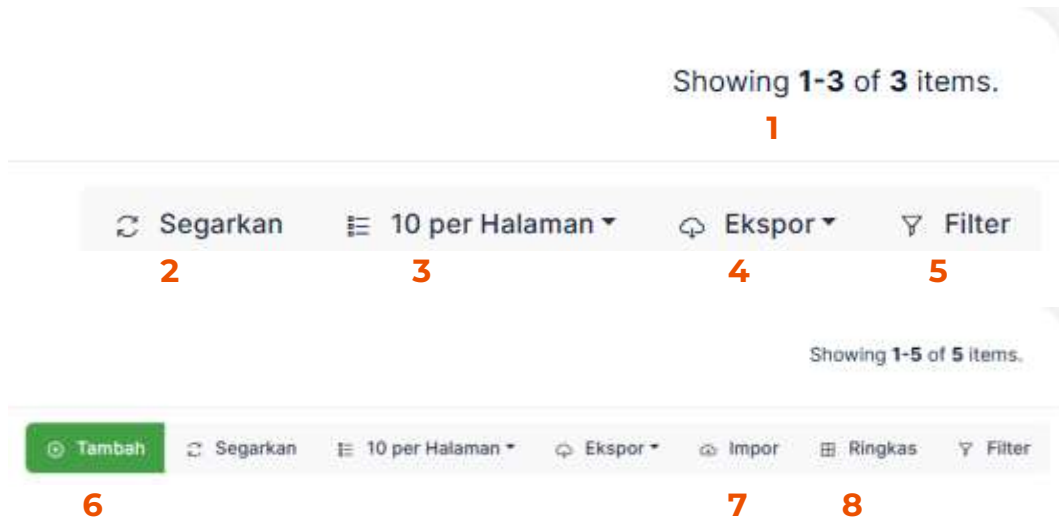 Showing 1-3 of 3 items.
1
Segarkan 10 per Halaman Ekspor Filter
2 3 4 5
Showing 1-5 of 5 items.
Tambah Segarkan 10 per Halaman Ekspor Impor Ringkas Filter
6 7 8